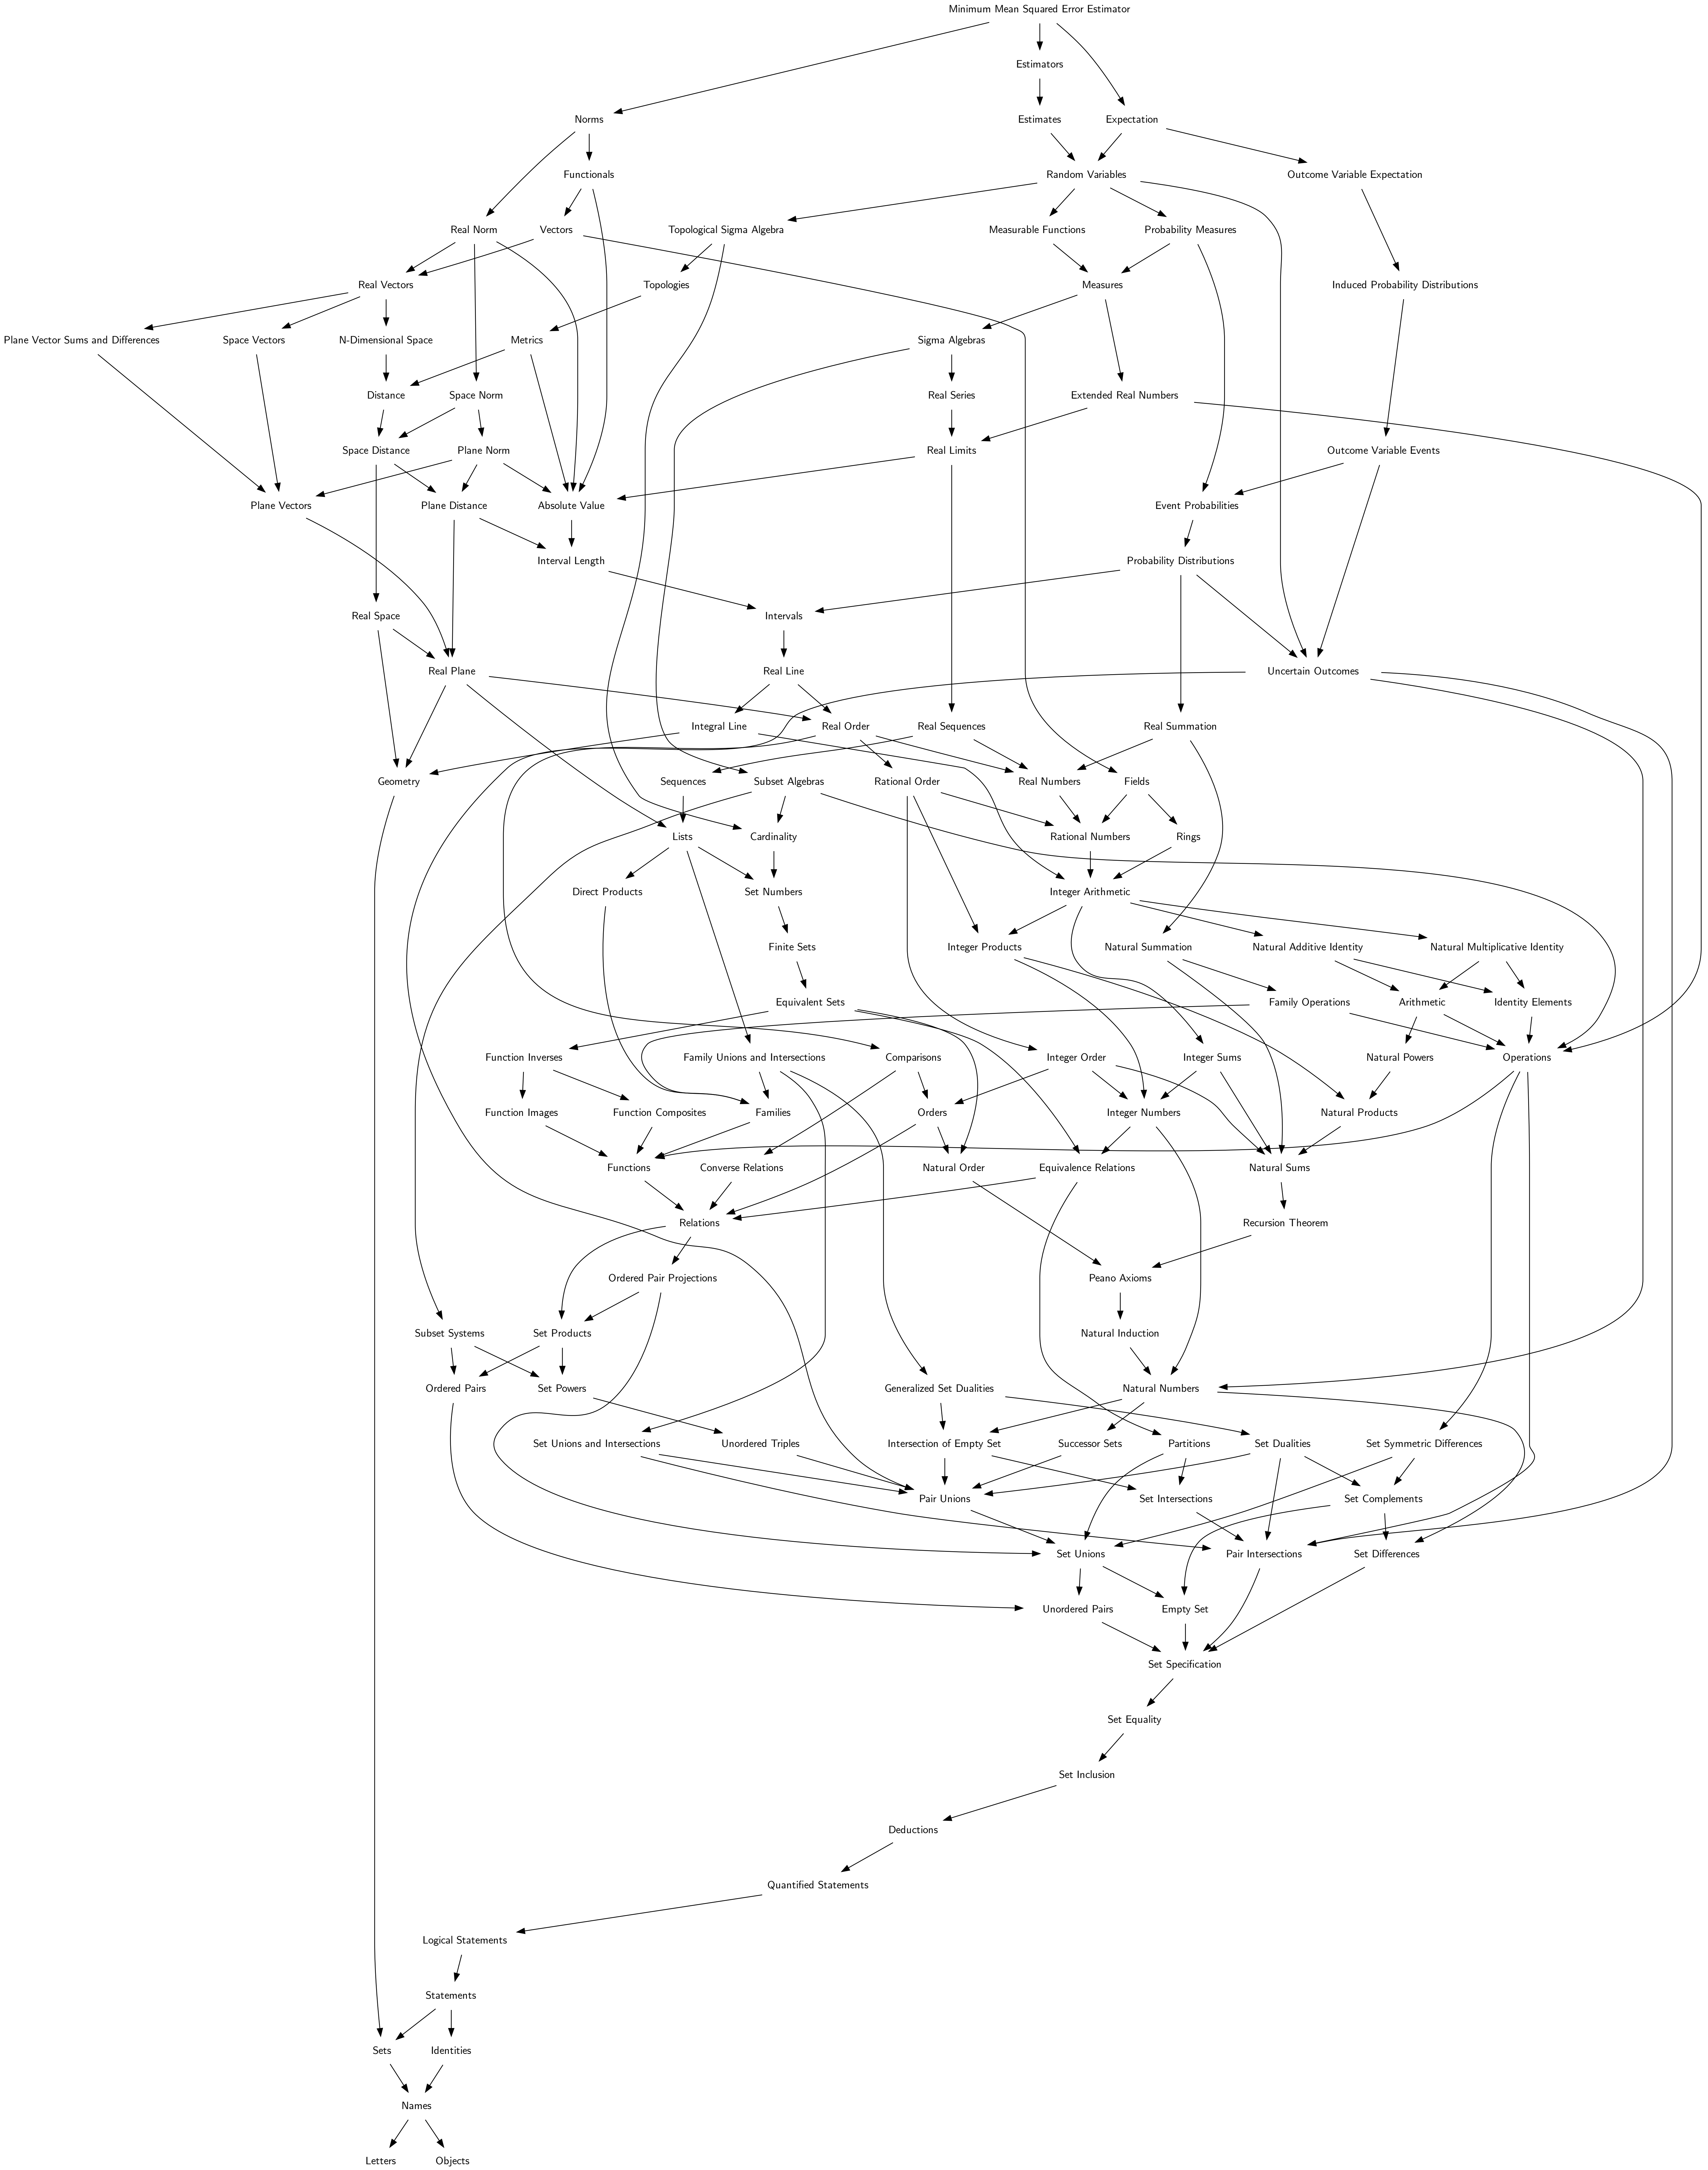 Minimum Mean Squared Error Estimator
Estimators
Norms
Estimates
Expectation
Functionals
Random Variables
Outcome Variable Expectation
Real Norm
Vectors
Topological Sigma Algebra
Measurable Functions
Probability Measures
Real Vectors
Topologies
Measures
Induced Probability Distributions
Plane Vector Sums and Differences
Space Vectors
N-Dimensional Space
Metrics
Sigma Algebras
Distance
Space Norm
Real Series
Extended Real Numbers
Space Distance
Plane Norm
Real Limits
Outcome Variable Events
Plane Vectors
Plane Distance
Absolute Value
Event Probabilities
Interval Length
Probability Distributions
Real Space
Intervals
Real Plane
Real Line
Uncertain Outcomes
Integral Line
Real Order
Real Sequences
Real Summation
Geometry
Sequences
Subset Algebras
Rational Order
Real Numbers
Fields
Lists
Cardinality
Rational Numbers
Rings
Direct Products
Set Numbers
Integer Arithmetic
Finite Sets
Integer Products
Natural Summation
Natural Additive Identity
Natural Multiplicative Identity
Equivalent Sets
Family Operations
Arithmetic
Identity Elements
Function Inverses
Family Unions and Intersections
Comparisons
Integer Order
Integer Sums
Natural Powers
Operations
Function Images
Function Composites
Families
Orders
Integer Numbers
Natural Products
Functions
Converse Relations
Natural Order
Equivalence Relations
Natural Sums
Relations
Recursion Theorem
Ordered Pair Projections
Peano Axioms
Subset Systems
Set Products
Natural Induction
Ordered Pairs
Set Powers
Generalized Set Dualities
Natural Numbers
Set Unions and Intersections
Unordered Triples
Intersection of Empty Set
Successor Sets
Partitions
Set Dualities
Set Symmetric Differences
Pair Unions
Set Intersections
Set Complements
Set Unions
Pair Intersections
Set Differences
Unordered Pairs
Empty Set
Set Specification
Set Equality
Set Inclusion
Deductions
Quantified Statements
Logical Statements
Statements
Sets
Identities
Names
Letters
Objects